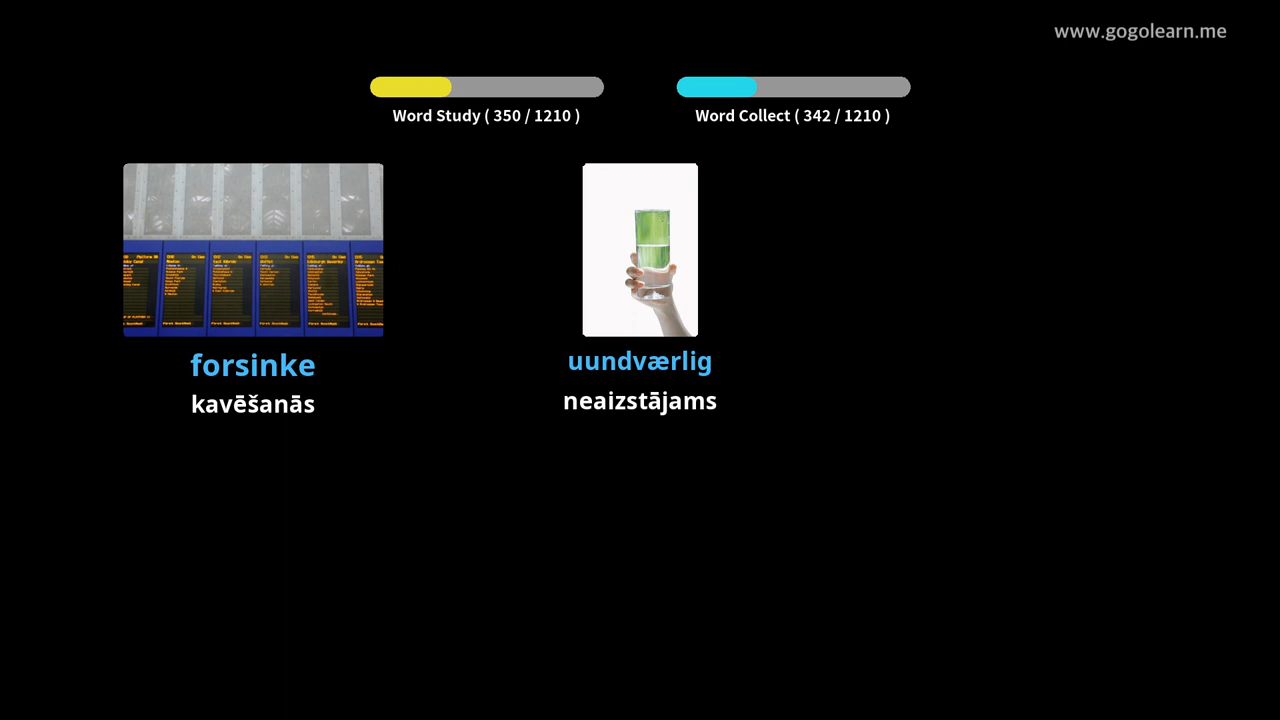 www.gogolearn.me
Word Study ( 350 / 1210 )
Word Collect ( 342 / 1210 )
forsinke
kavēšanās
uundværlig
neaizstājams